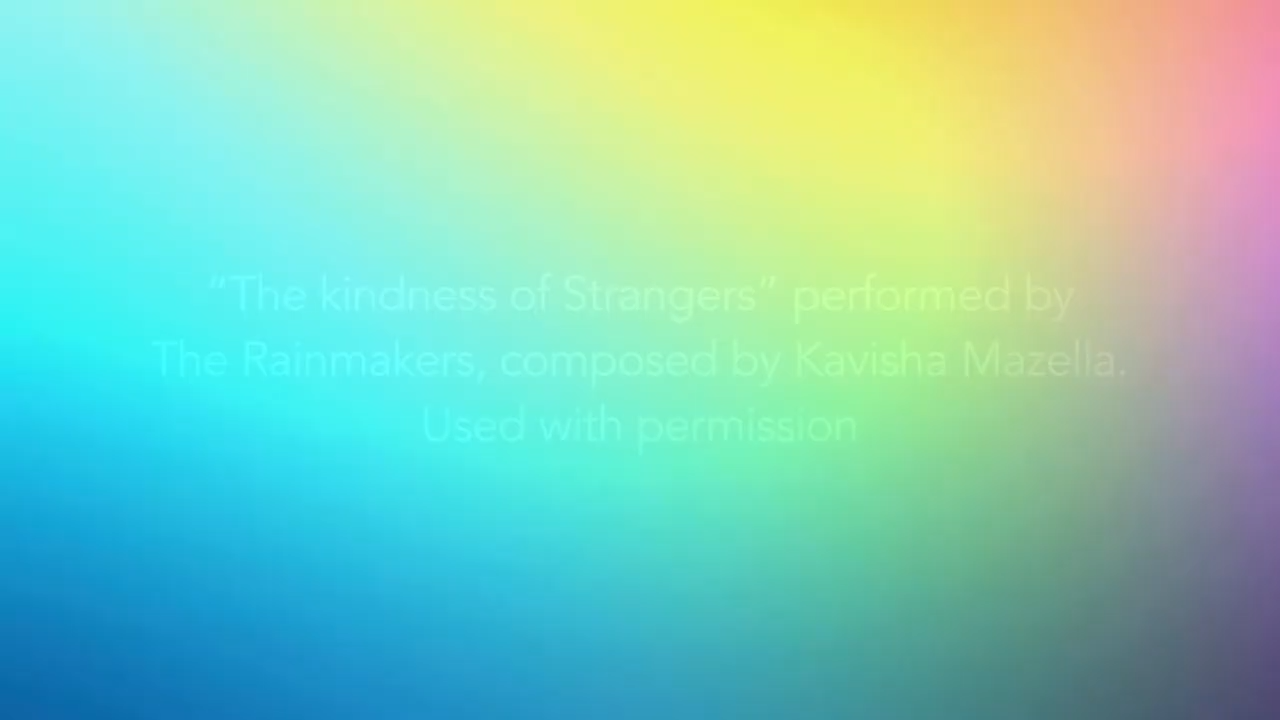 “The kindness of Strangers” performed by
The Rainmakers, composed by Kavisha Mazella.
Used with permission